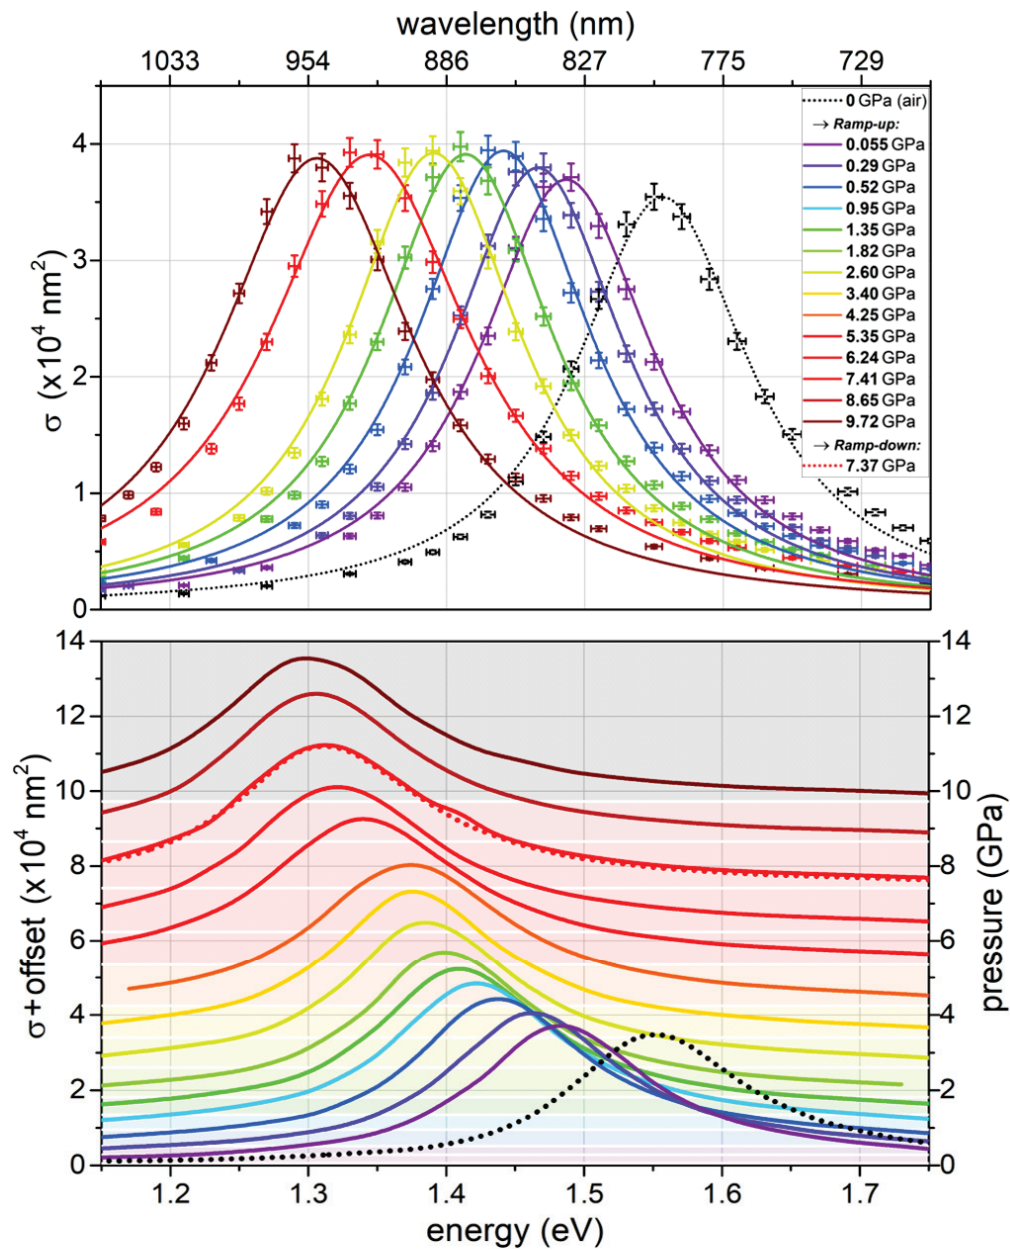 wavelength (nm)
1033 954 886 827 775 729
4
3
2
1
0
σ (x10⁴ nm²)
0 GPa (air)
→ Ramp-up:
0.055 GPa
0.29 GPa
0.52 GPa
0.95 GPa
1.35 GPa
1.82 GPa
2.60 GPa
3.40 GPa
4.25 GPa
5.35 GPa
6.24 GPa
7.41 GPa
8.65 GPa
9.72 GPa
→ Ramp-down:
7.37 GPa
14 14
12 12
10 10
8 8
6 6
4 4
2 2
0 0
σ+offset (x10⁴ nm²)
pressure (GPa)
1.2 1.3 1.4 1.5 1.6 1.7
energy (eV)